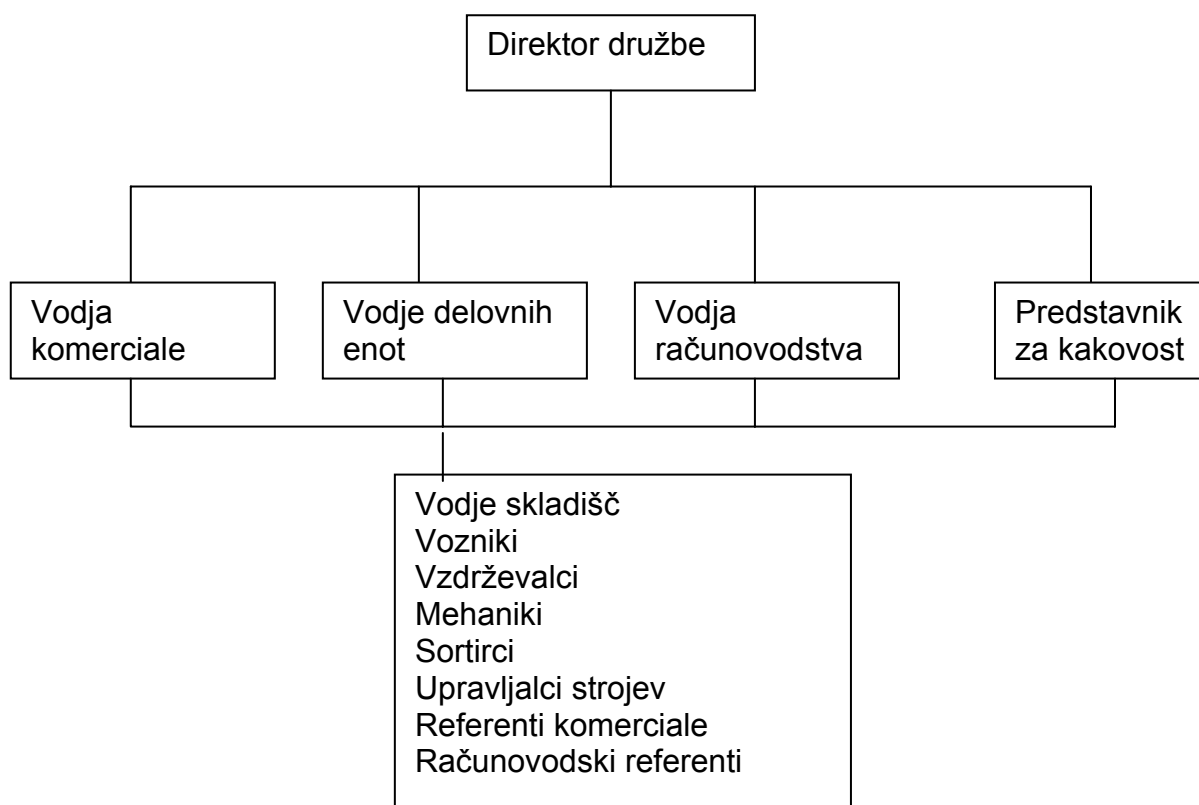 Direktor družbe
Vodja
komerciale
Vodje delovnih
enot
Vodja
računovodstva
Predstavnik
za kakovost
Vodje skladišč
Vozniki
Vzdrževalci
Mehaniki
Sortirci
Upravljalci strojev
Referenti komerciale
Računovodski referenti